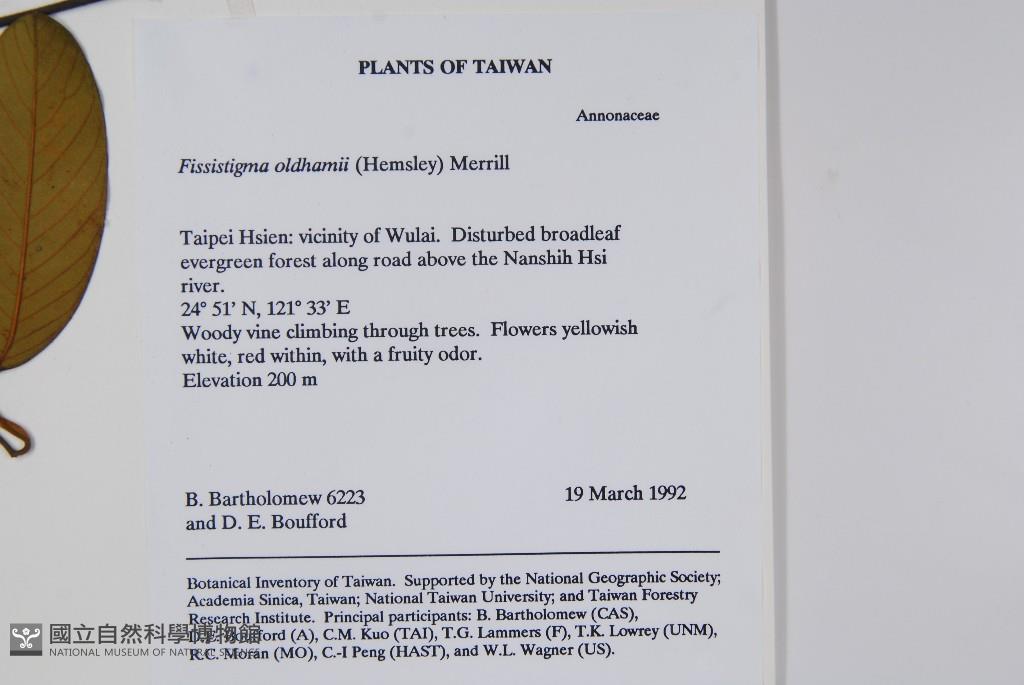 PLANTS OF TAIWAN
Annonaceae
Fissistigma oldhamii (Hemsley) Merrill
Taipei Hsien: vicinity of Wulai. Disturbed broadleaf
evergreen forest along road above the Nanshih Hsi
river.
24° 51' N, 121° 33' E
Woody vine climbing through trees. Flowers yellowish
white, red within, with a fruity odor.
Elevation 200 m
B. Bartholomew 6223
and D. E. Boufford
19 March 1992
Botanical Inventory of Taiwan. Supported by the National Geographic Society;
Academia Sinica, Taiwan; National Taiwan University; and Taiwan Forestry
Research Institute. Principal participants: B. Bartholomew (CAS),
D.E. Boufford (A), C.M. Kuo (TAI), T.G. Lammers (F), T.K. Lowrey (UNM),
R.C. Moran (MO), C.-I Peng (HAST), and W.L. Wagner (US).
國立自然科學博物館
NATIONAL MUSEUM OF NATURAL SCIENCE